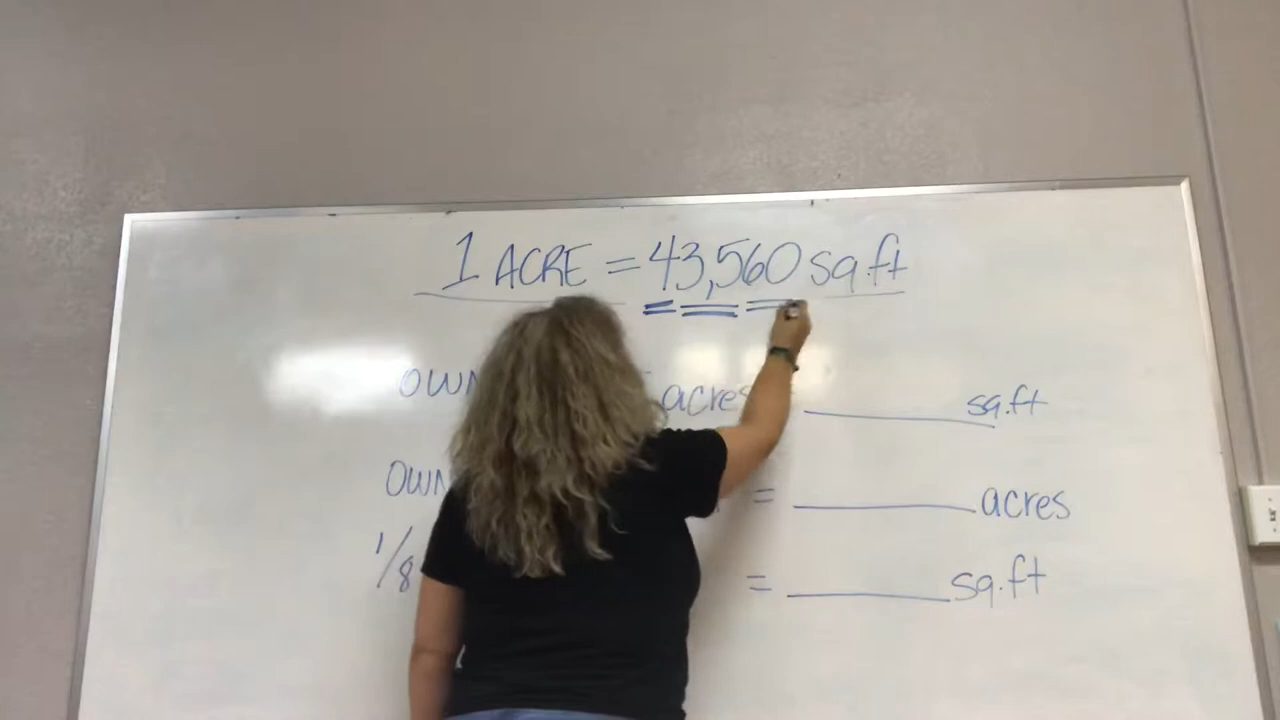 1 ACRE = 43,560 sq.ft
OWN acres sq.ft
OWN = acres
1/8 = sq.ft